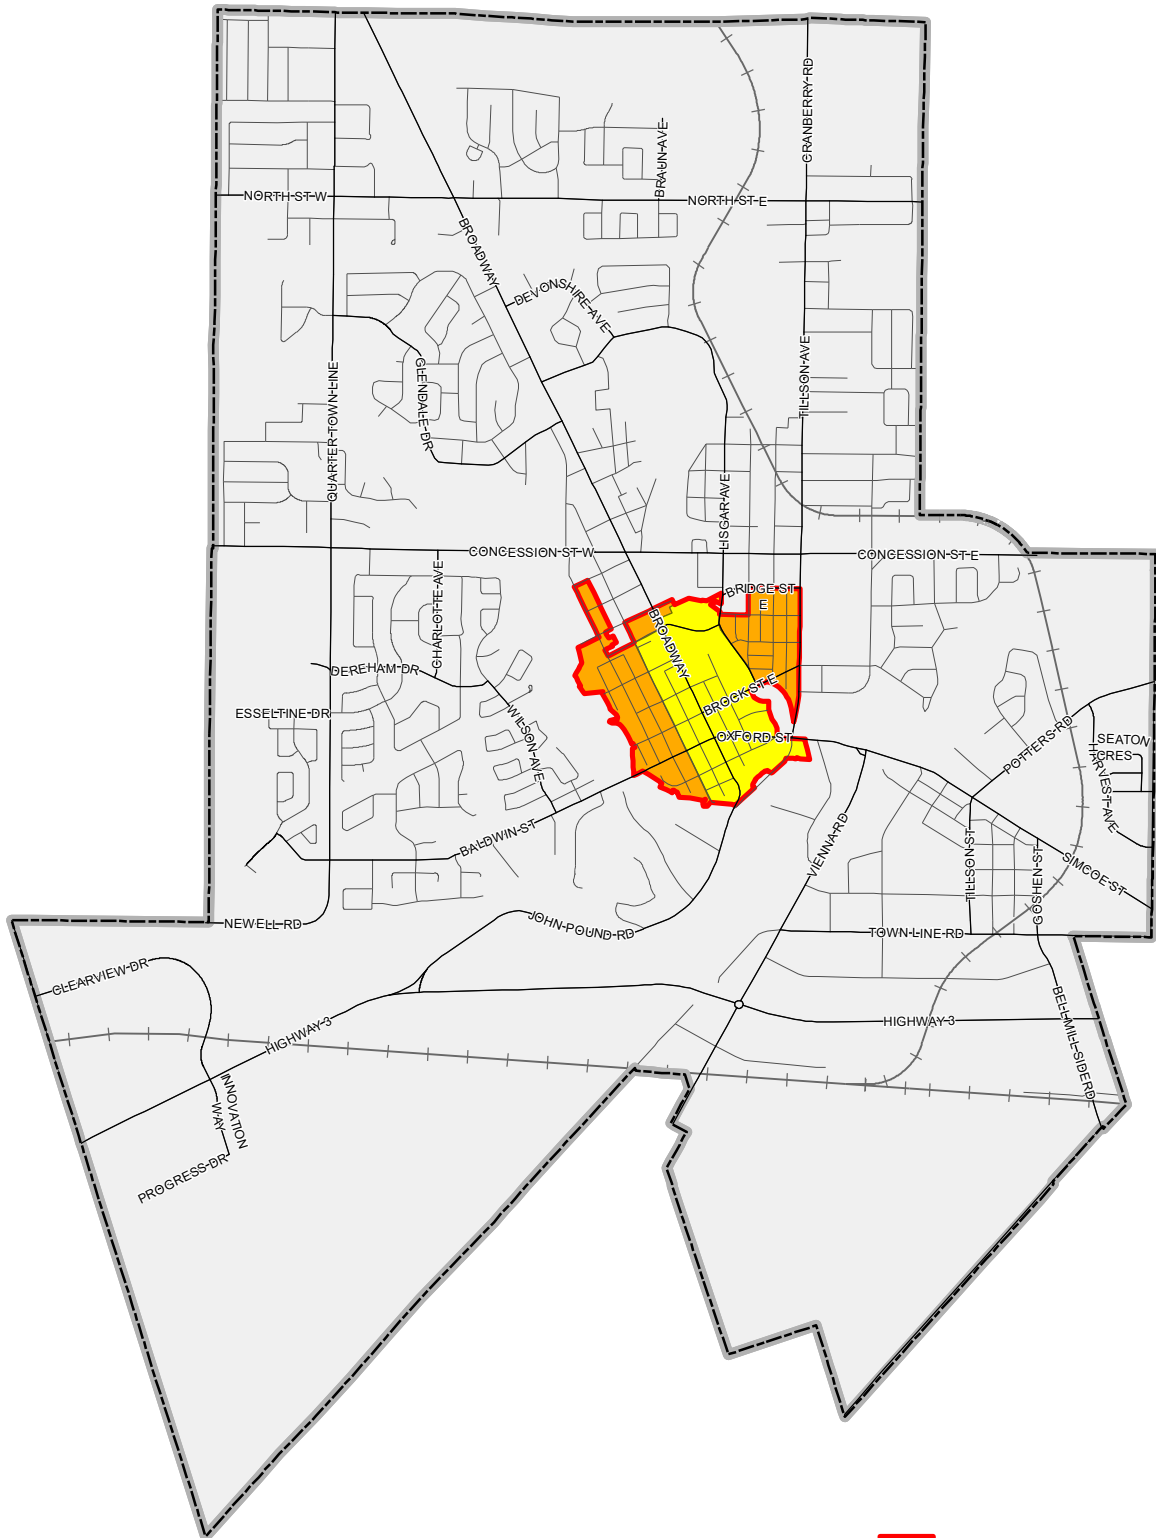 CRANBERRY RD
BRAUN AVE
NORTH ST W
NORTH ST E
BROADWAY
DEVONSHIRE AVE
QUARTER TOWN LINE
GLENDALE DR
TILLSON AVE
LISGAR AVE
CONCESSION ST W
CONCESSION ST E
CHARLOTTE AVE
BRIDGE ST
E
BROADWAY
DEREHAM DR
BROCK ST E
ESSELTINE DR
WILSON AVE
OXFORD ST
POTTERS RD
SEATON
CRES
HARVEST AVE
BALDWIN ST
VIENNA RD
TILLSON ST
GOSHEN ST
SIMCOE ST
NEWELL RD
JOHN POUND RD
TOWN LINE RD
CLEARVIEW DR
HIGHWAY 3
HIGHWAY 3
BELL MILL SIDERD
INNOVATION
WAY
PROGRESS DR